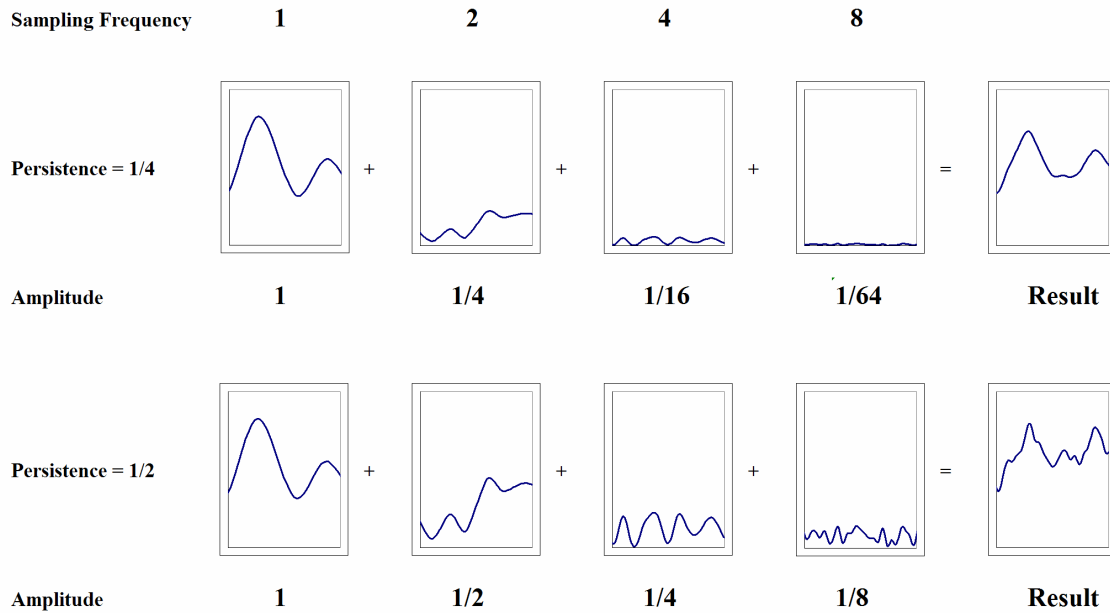 Sampling Frequency 1 2 4 8
Persistence = 1/4 + + + =
Amplitude 1 1/4 1/16 1/64 Result
Persistence = 1/2 + + + =
Amplitude 1 1/2 1/4 1/8 Result